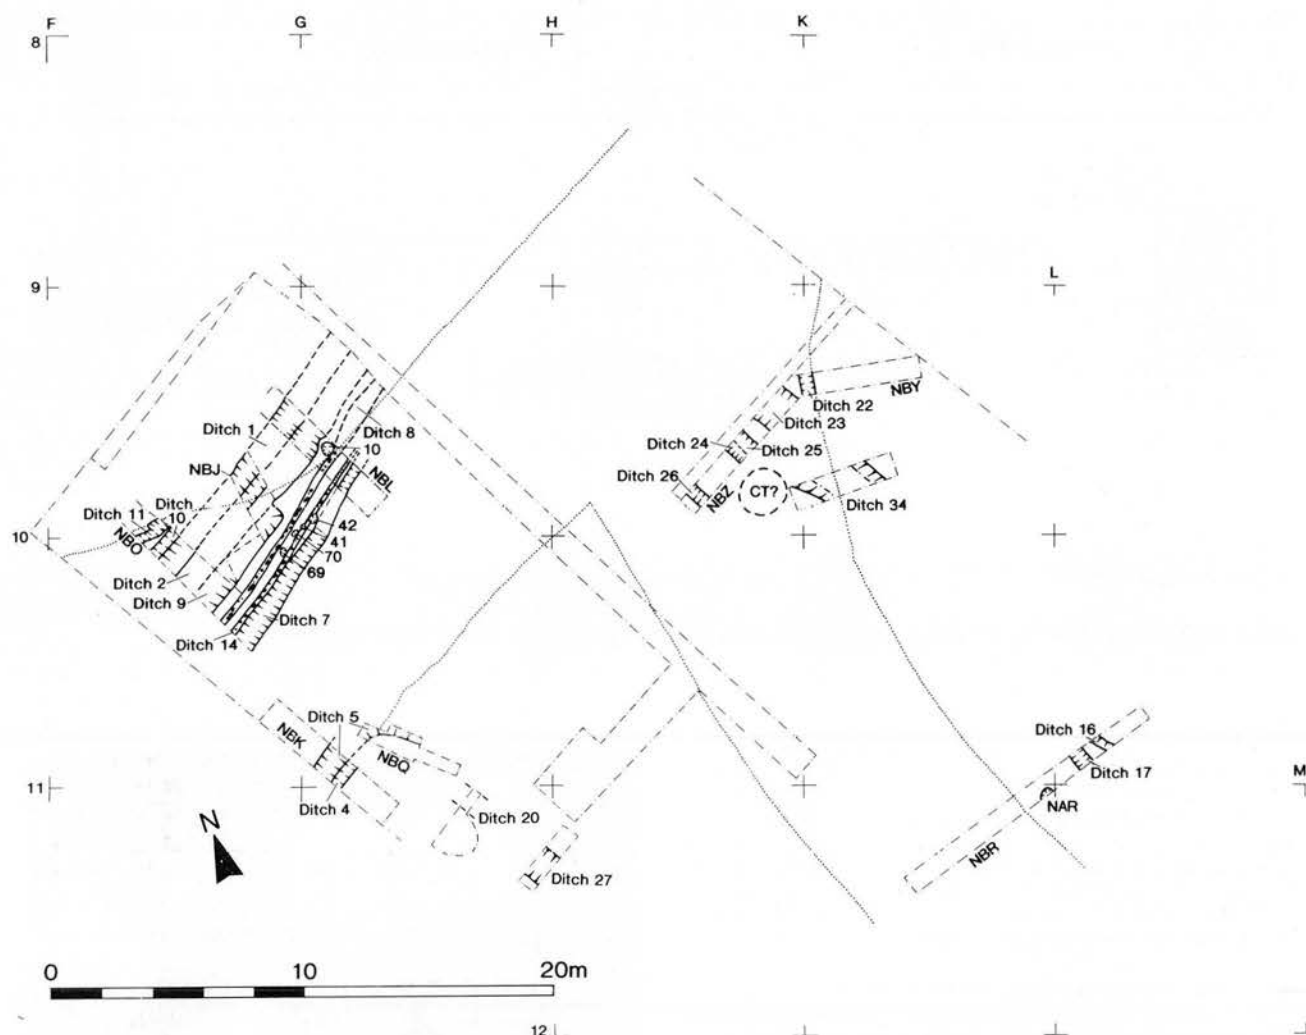 F
G
H
K
8
9
L
Ditch 1
Ditch 8
10
NBJ
NBL
Ditch 22
NBY
Ditch 23
Ditch 24
Ditch 25
26
NBZ
CT?
Ditch 34
Ditch
10
Ditch 11
NBO
10
42
41
70
69
Ditch 2
Ditch 9
Ditch 7
Ditch 14
Ditch 5
NBK
NBQ
Ditch 4
Ditch 16
Ditch 17
NAR
NBR
11
M
Ditch 20
Ditch 27
N
0
10
20m
12